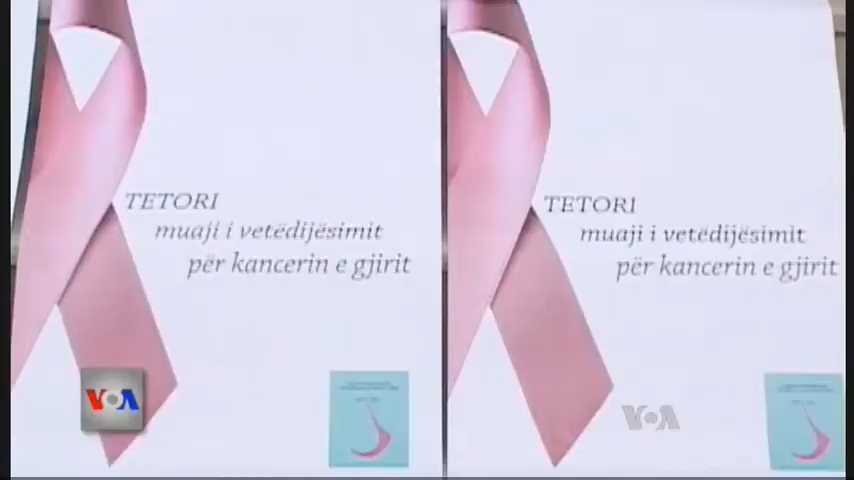 TETORI
muaji i vetëdijësimit
për kancerin e gjirit
VOA
TETORI
muaji i vetëdijësimit
për kancerin e gjirit
VOA